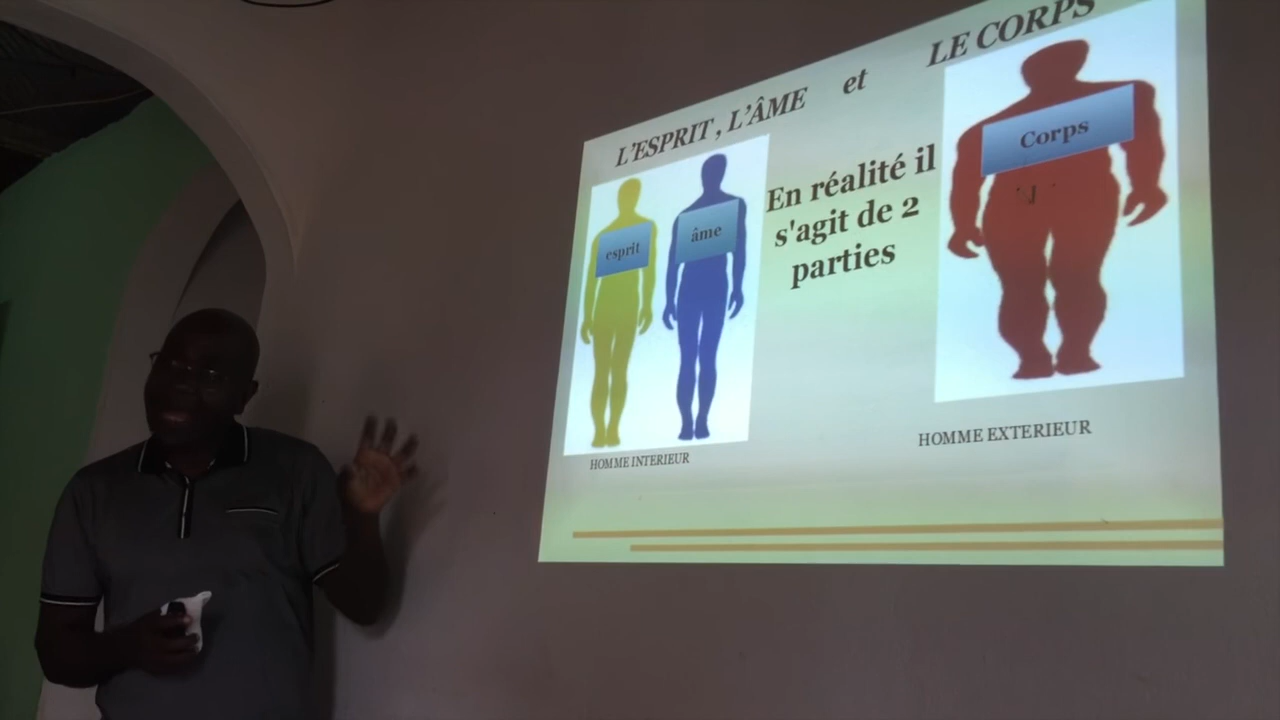 L'ESPRIT, L'ÂME et LE CORPS
esprit
âme
En réalité il
s'agit de 2
parties
Corps
HOMME INTERIEUR
HOMME EXTERIEUR